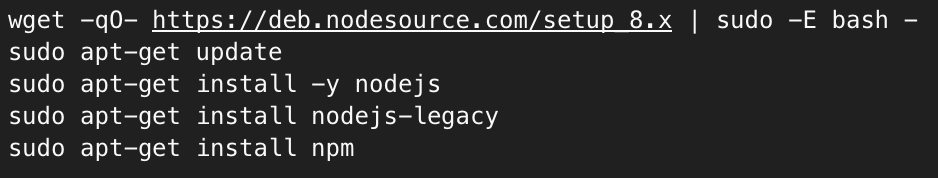 wget -qO- https://deb.nodesource.com/setup_8.x | sudo -E bash -
sudo apt-get update
sudo apt-get install -y nodejs
sudo apt-get install nodejs-legacy
sudo apt-get install npm